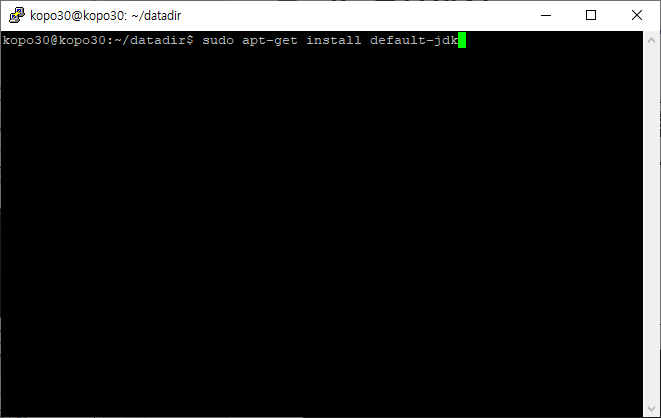 kopo30@kopo30: ~/datadir
kopo30@kopo30:~/datadir$ sudo apt-get install default-jdk